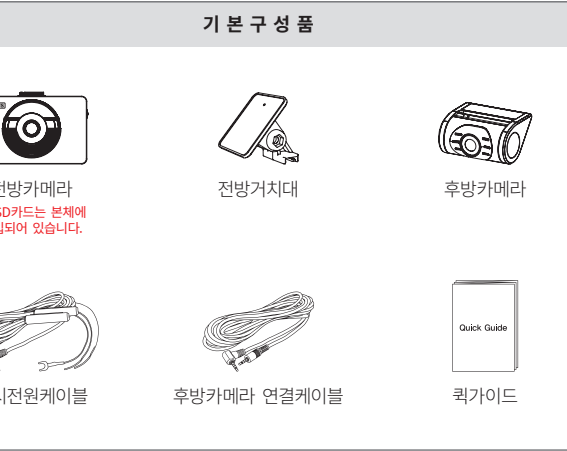 기 본 구 성 품
전방카메라
전방거치대
후방카메라
SD카드는 본체에
되어 있습니다.
Quick Guide
시전원케이블
후방카메라 연결케이블
퀵가이드